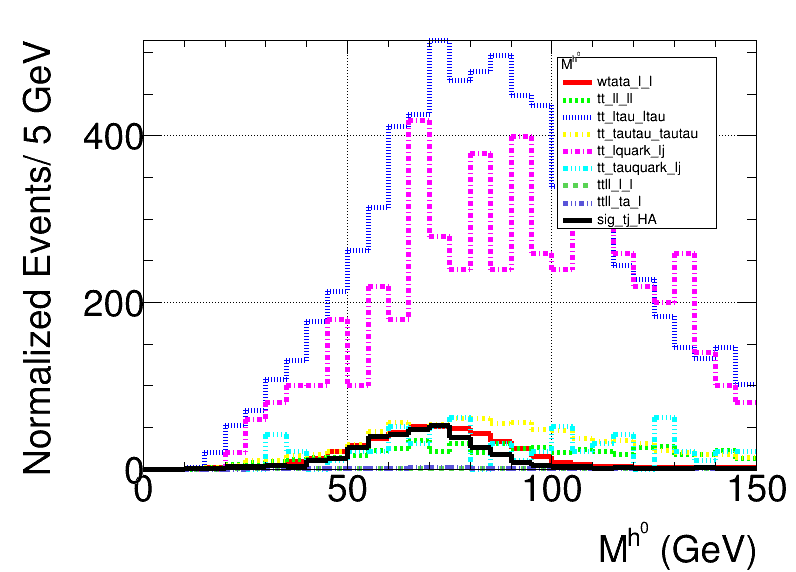 Normalized Events/ 5 GeV
400
200
0
0 50 100 150
M^h^0 (GeV)
M^h^0
wtata_l_l
tt_ll_ll
tt_ltau_ltau
tt_tautau_tautau
tt_lquark_lj
tt_tauquark_lj
ttll_l_l
ttll_ta_l
sig_tj_HA